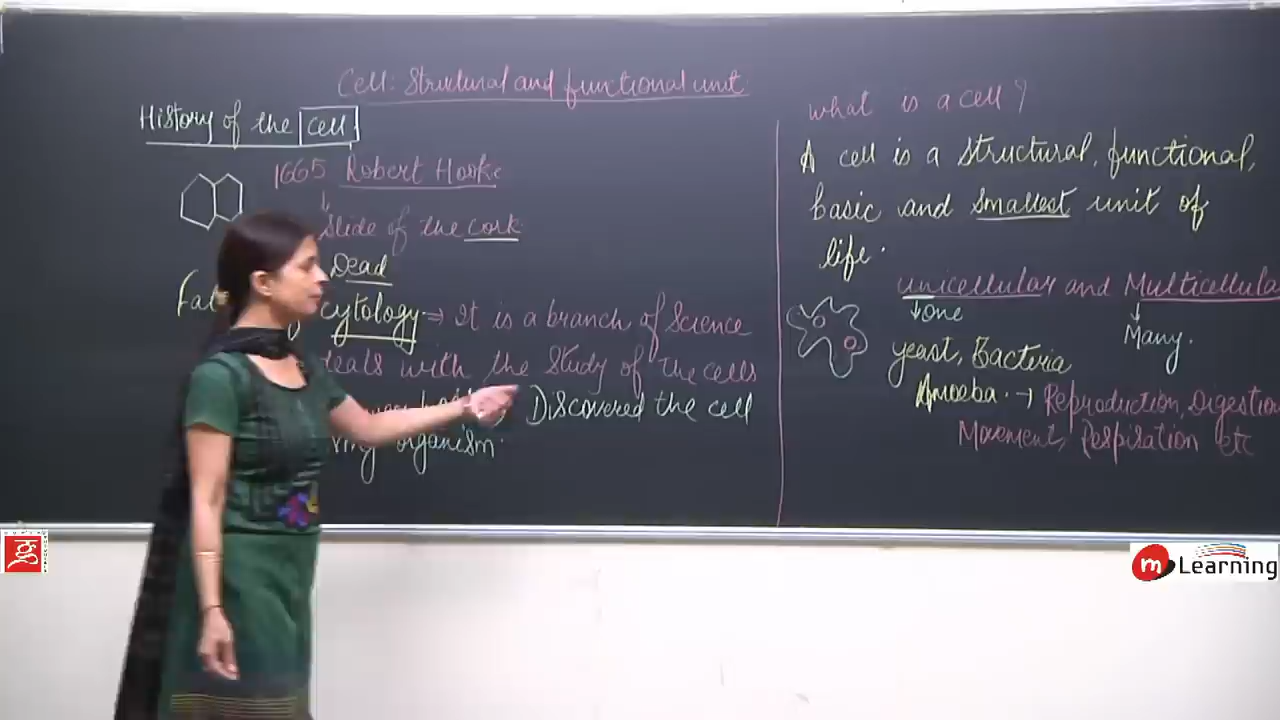 Cell: Structural and functional unit
History of the cell.
1665 Robert Hooke
Slide of the cork
Dead
Fat
cytology → It is a branch of Science
deals with the Study of the cells
Discovered the cell
organism.
what is a cell?
A cell is a structural, functional,
basic and smallest unit of
life.
unicellular and Multicellula
↓one
↓
Many.
yeast, Bacteria
Amoeba. → Reproduction, Digestion
Movement, Respiration etc
ग
m Learning